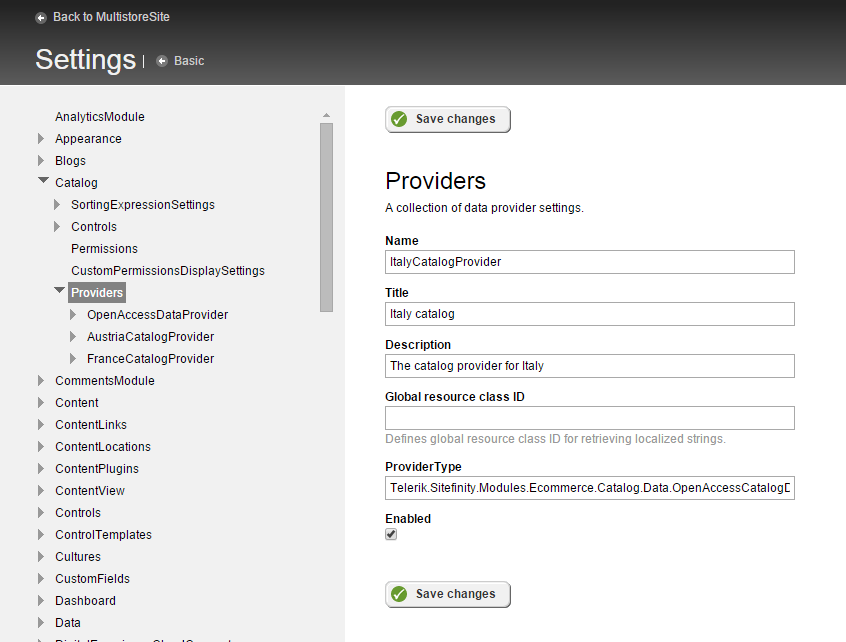 Back to MultistoreSite
Settings | Basic
AnalyticsModule
Appearance
Blogs
Catalog
SortingExpressionSettings
Controls
Permissions
CustomPermissionsDisplaySettings
Providers
OpenAccessDataProvider
AustriaCatalogProvider
FranceCatalogProvider
CommentsModule
Content
ContentLinks
ContentLocations
ContentPlugins
ContentView
Controls
ControlTemplates
Cultures
CustomFields
Dashboard
Data
Save changes
Providers
A collection of data provider settings.
Name
ItalyCatalogProvider
Title
Italy catalog
Description
The catalog provider for Italy
Global resource class ID
Defines global resource class ID for retrieving localized strings.
ProviderType
Telerik.Sitefinity.Modules.Ecommerce.Catalog.Data.OpenAccessCatalogD
Enabled
Save changes